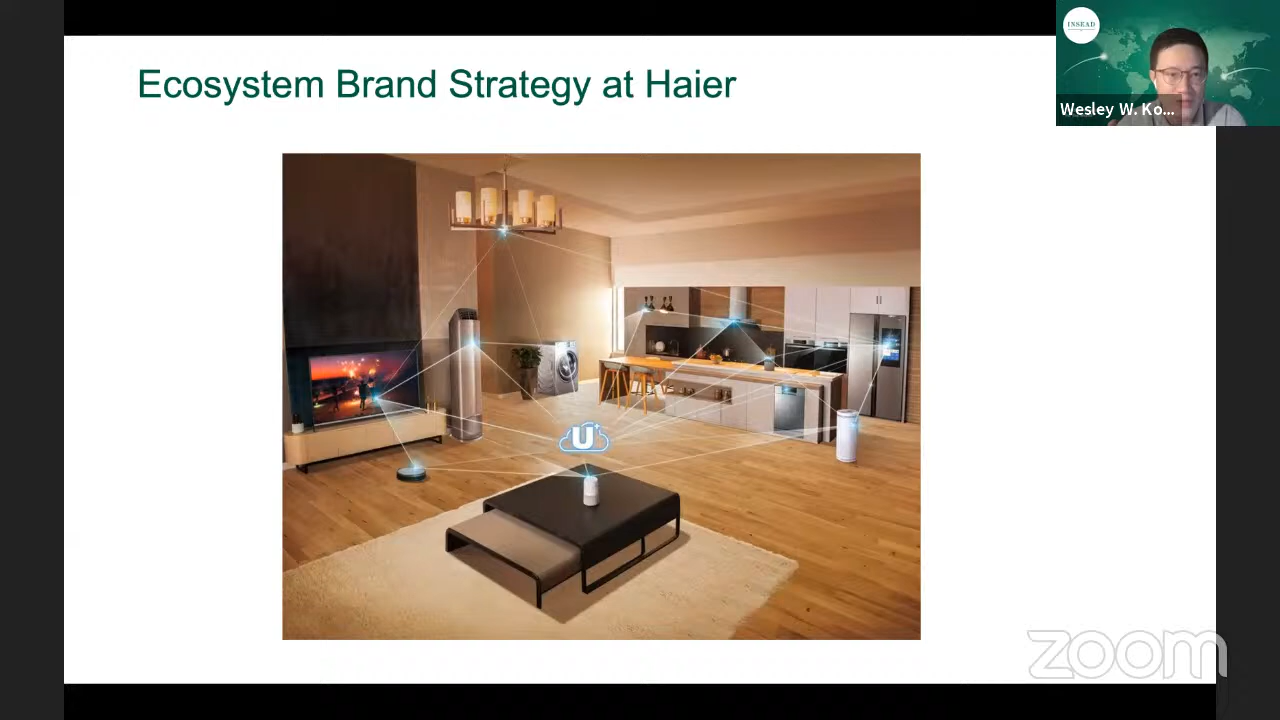 Ecosystem Brand Strategy at Haier
INSEAD
Wesley W. Ko...
U+
zoom